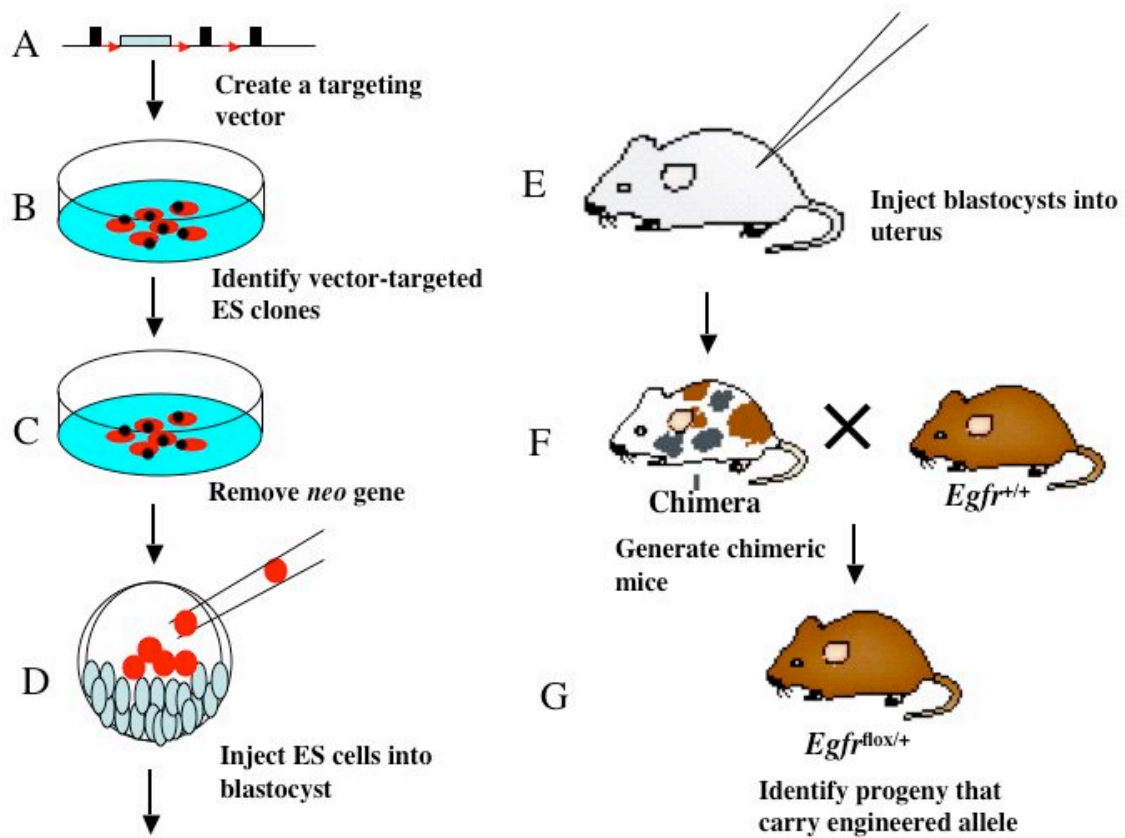 A
Create a targeting
vector
B
Identify vector-targeted
ES clones
C
Remove neo gene
D
Inject ES cells into
blastocyst
E
Inject blastocysts into
uterus
F
Chimera
Egfr+/+
Generate chimeric
mice
G
Egfrflox/+
Identify progeny that
carry engineered allele